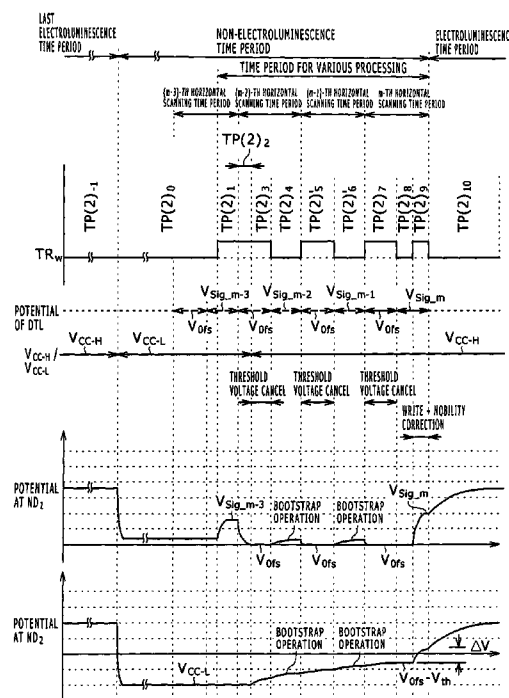 LAST
ELECTROLUMINESCENCE
TIME PERIOD
NON-ELECTROLUMINESCENCE
TIME PERIOD
ELECTROLUMINESCENCE
TIME PERIOD
TIME PERIOD FOR VARIOUS PROCESSING
(m-3)-TH HORIZONTAL SCANNING TIME PERIOD
(m-2)-TH HORIZONTAL SCANNING TIME PERIOD
(m-1)-TH HORIZONTAL SCANNING TIME PERIOD
m-TH HORIZONTAL SCANNING TIME PERIOD
TP(2)2
TP(2)-1
TP(2)0
TP(2)1
TP(2)3
TP(2)4
TP(2)'5
TP(2)'6
TP(2)7
TP(2)8
TP(2)9
TP(2)10
TRW
VSig_m-3 VSig_m-2 VSig_m-1 VSig_m
POTENTIAL
OF DTL
VOfs VOfs VOfs VOfs
VCC-H /
VCC-L
VCC-H VCC-L VCC-H
THRESHOLD
VOLTAGE CANCEL
THRESHOLD
VOLTAGE CANCEL
THRESHOLD
VOLTAGE CANCEL
WRITE + MOBILITY
CORRECTION
POTENTIAL
AT ND1
VSig_m-3
BOOTSTRAP
OPERATION
BOOTSTRAP
OPERATION
VSig_m
VOfs VOfs VOfs
POTENTIAL
AT ND2
BOOTSTRAP
OPERATION
BOOTSTRAP
OPERATION
ΔV
VCC-L
VOfs-Vth